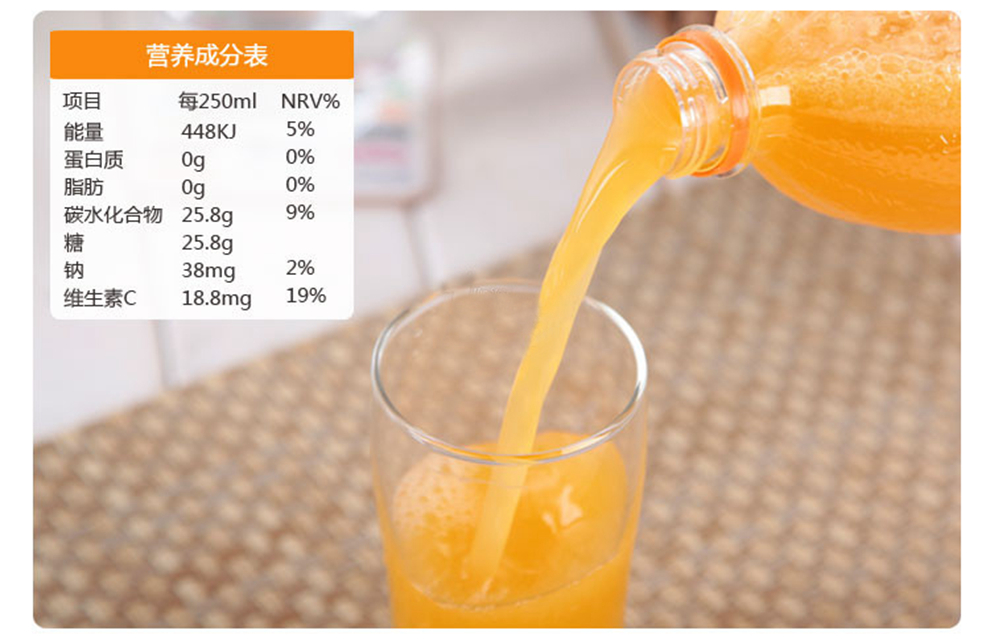 营养成分表
项目 每250ml NRV%
能量 448KJ 5%
蛋白质 0g 0%
脂肪 0g 0%
碳水化合物 25.8g 9%
糖 25.8g
钠 38mg 2%
维生素C 18.8mg 19%